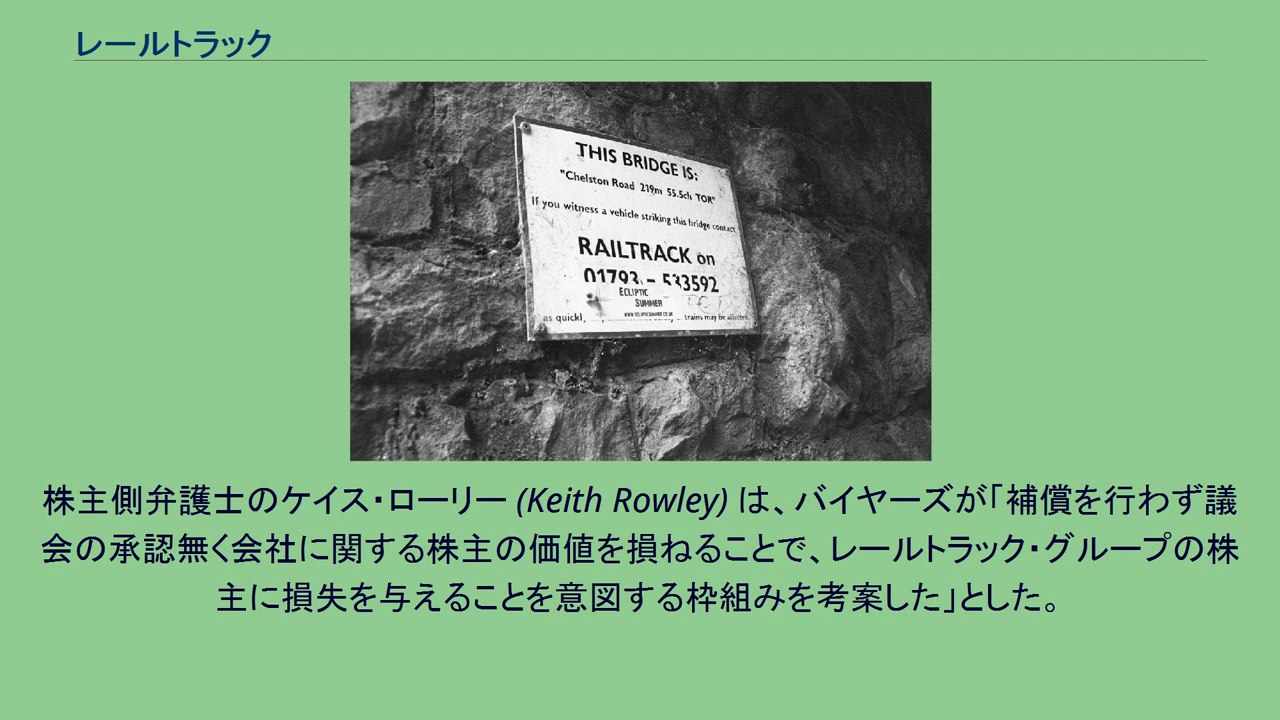 レールトラック
THIS BRIDGE IS:
"Chelston Road 219m 55.5ch TOR"
If you witness a vehicle striking this bridge contact
RAILTRACK on
01793 - 533592
ECLIPTIC
SUMMER
www.eclipticsummer.co.uk
as quickl, trains may be affected.
株主側弁護士のケイス・ローリー (Keith Rowley) は、バイヤーズが「補償を行わず議
会の承認無く会社に関する株主の価値を損ねることで、レールトラック・グループの株
主に損失を与えることを意図する枠組みを考案した」とした。